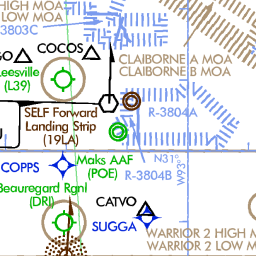 HIGH MOA
LOW MOA
3803C
COCOS
GO
Leesville
(L39)
CLAIBORNE A MOA
CLAIBORNE B MOA
SELF Forward
Landing Strip
(19LA)
R-3804A
COPPS
Maks AAF
(POE)
N31°
W93°
R-3804B
Beauregard Rgnl
(DRI)
CATVO
SUGGA
WARRIOR 2 HIGH M
WARRIOR 2 LOW M